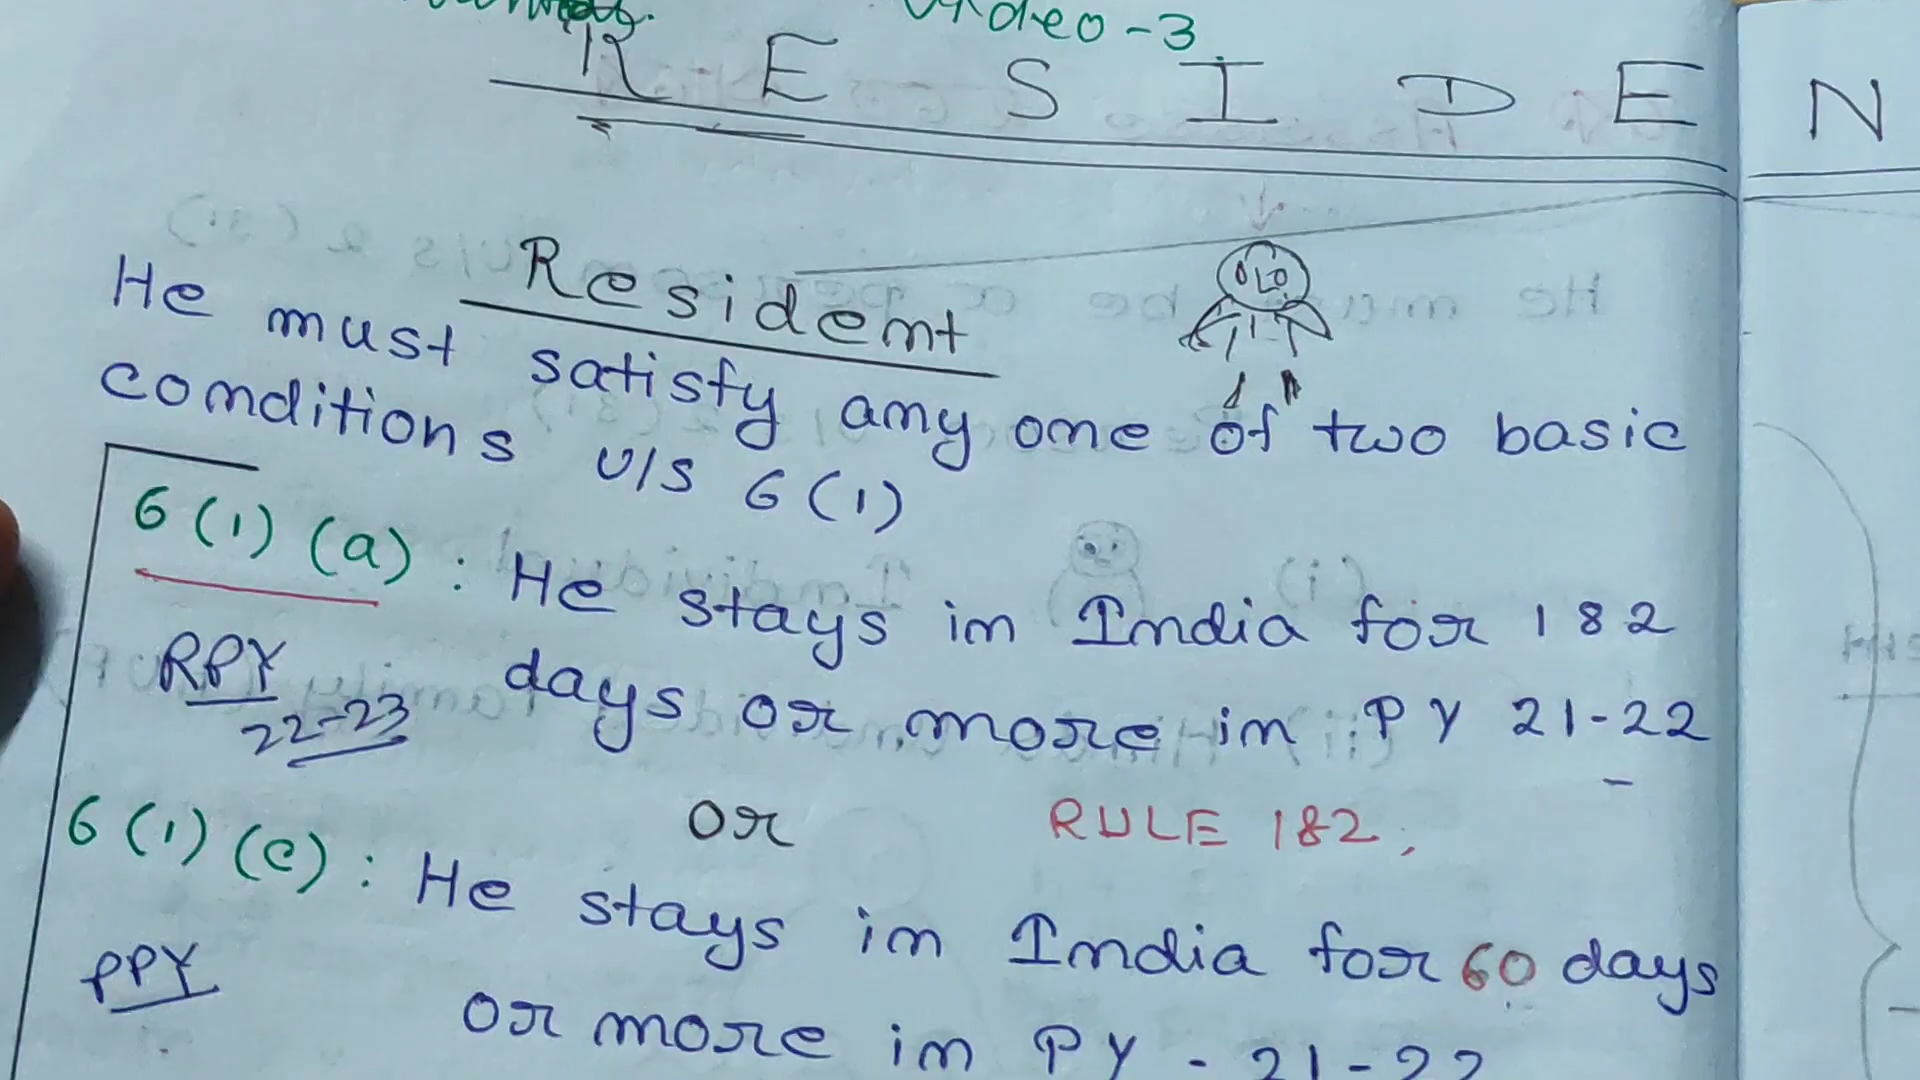 Video-3
R E S I D E N
Resident
He must satisfy any one of two basic
conditions U/S 6(1)
6(1)(a) : He stays in India for 182
RPY days or more in PY 21-22
22-23
or RULE 182,
6(1)(c) : He stays in India for 60 days
PPY
or more in PY - 21-22